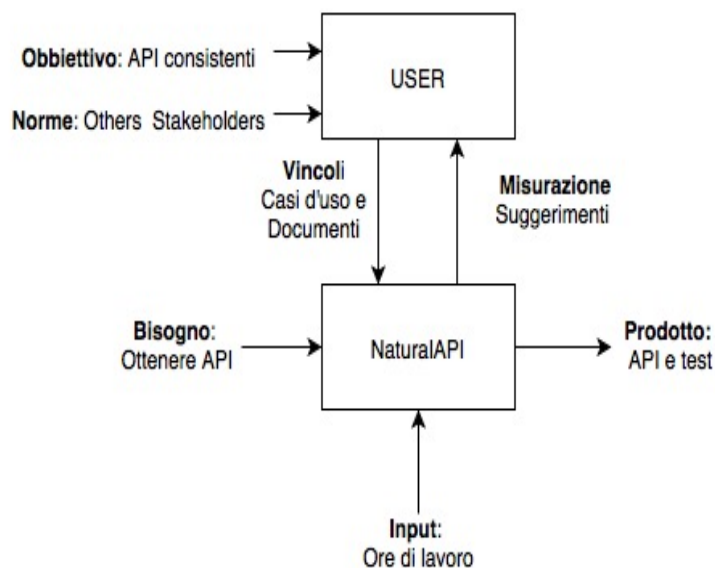 Obbiettivo: API consistenti
USER
Norme: Others Stakeholders
Vincoli
Casi d'uso e
Documenti
Misurazione
Suggerimenti
Bisogno:
Ottenere API
NaturalAPI
Prodotto:
API e test
Input:
Ore di lavoro